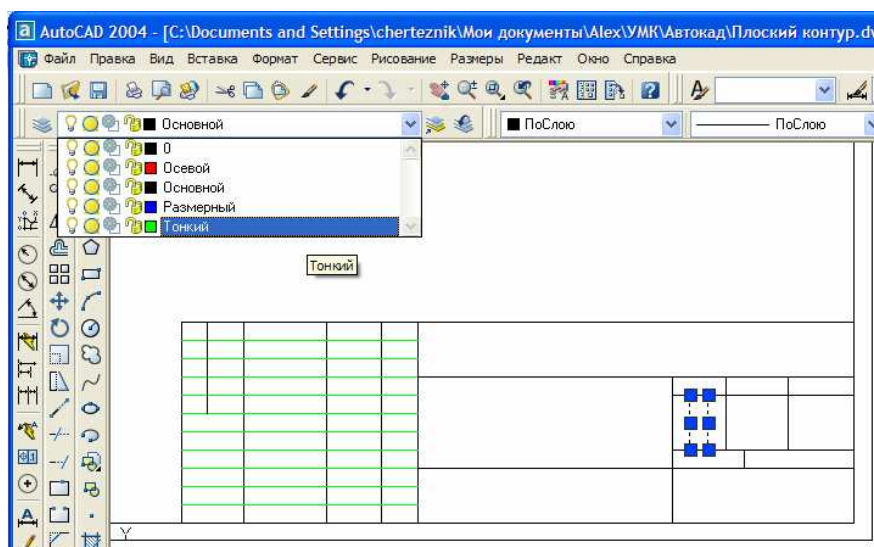 AutoCAD 2004 - [C:\Documents and Settings\cherteznik\Мои документы\Alex\УМК\Автокад\Плоский контур.dw
Файл Правка Вид Вставка Формат Сервис Рисование Размеры Редакт Окно Справка
Основной ПоСлою ПоСлою
0
Осевой
Основной
Размерный
Тонкий
Тонкий
Y